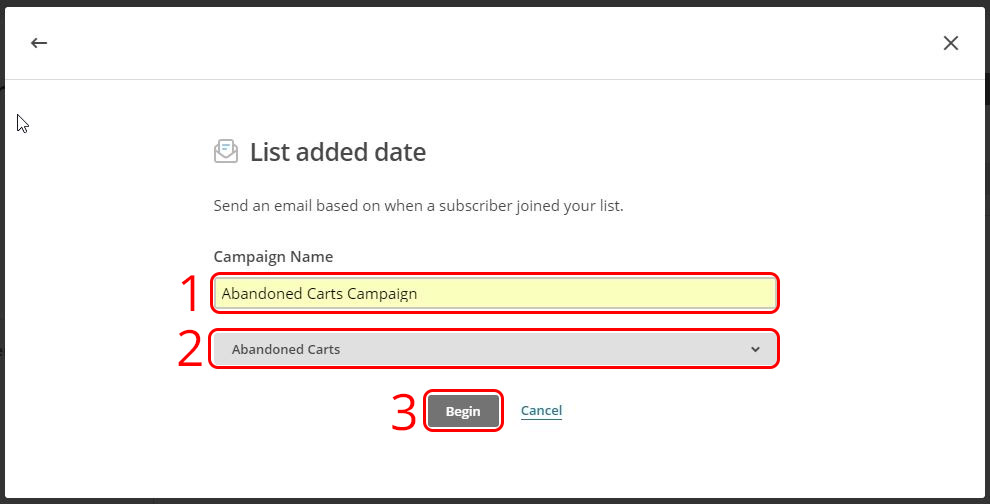 List added date
Send an email based on when a subscriber joined your list.
Campaign Name
1 Abandoned Carts Campaign
2 Abandoned Carts
3 Begin Cancel